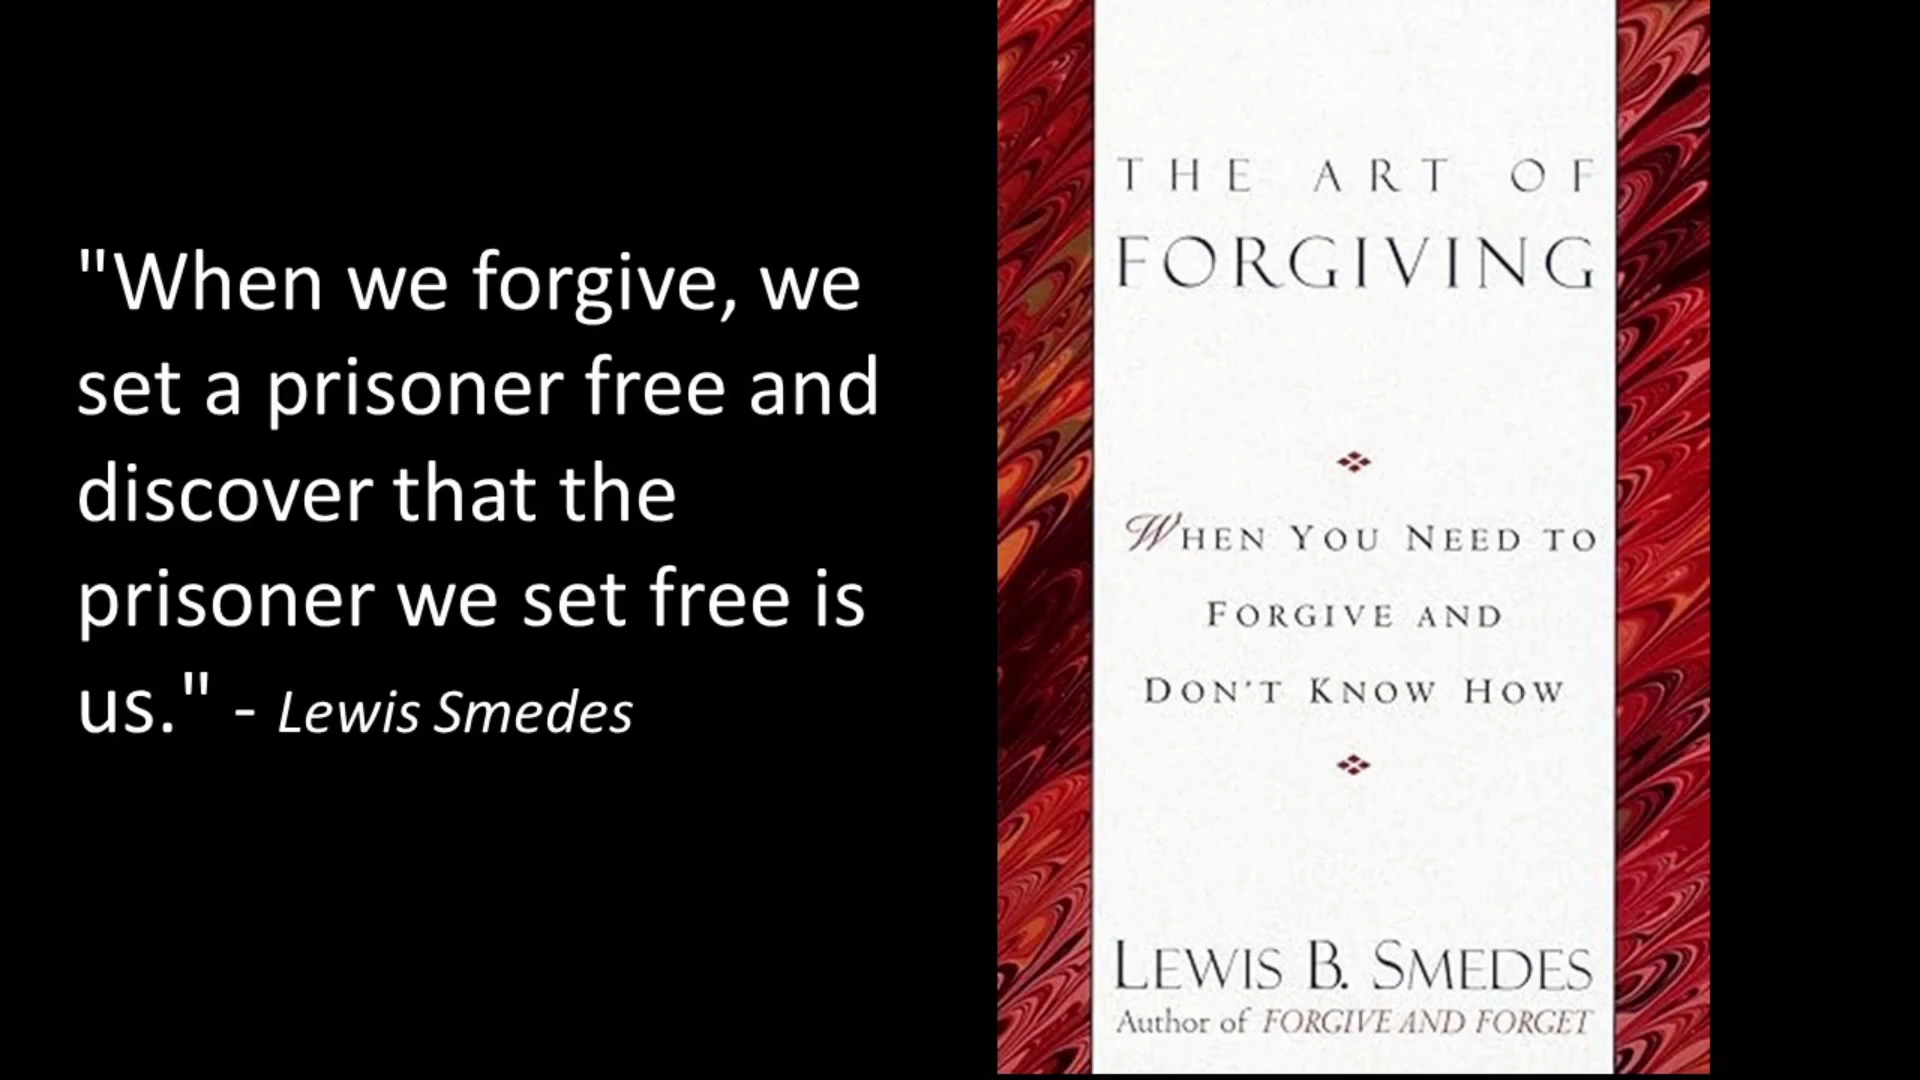 "When we forgive, we
set a prisoner free and
discover that the
prisoner we set free is
us." - Lewis Smedes
THE ART OF
FORGIVING
WHEN YOU NEED TO
FORGIVE AND
DON'T KNOW HOW
LEWIS B. SMEDES
Author of FORGIVE AND FORGET